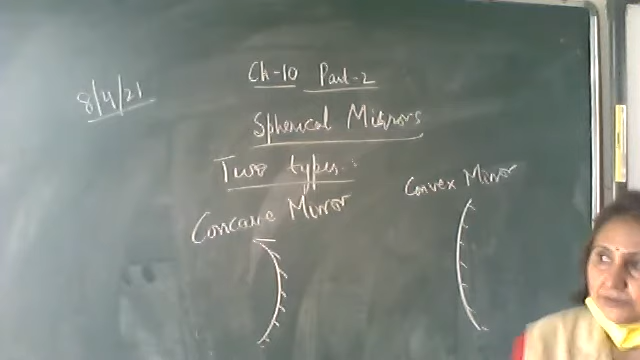 8/4/21
Ch-10 Part-2
Spherical Mirrors
Two types:
Concave Mirror
Convex Mirror